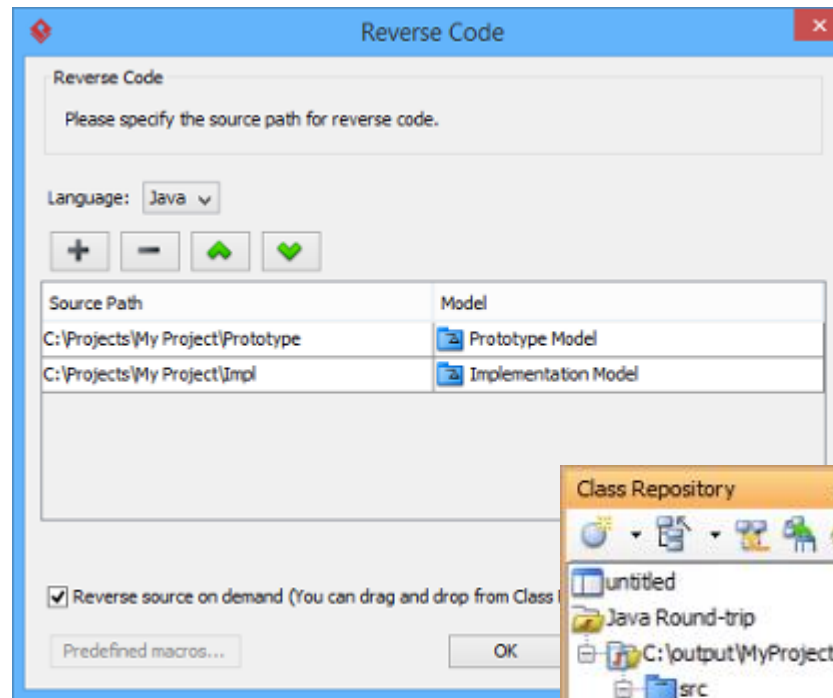 Reverse Code
Reverse Code
Please specify the source path for reverse code.
Language: Java
Source Path Model
C:\Projects\My Project\Prototype Prototype Model
C:\Projects\My Project\Impl Implementation Model
Class Repository
untitled
Java Round-trip
C:\output\MyProject
src
Reverse source on demand (You can drag and drop from Class
Predefined macros... OK